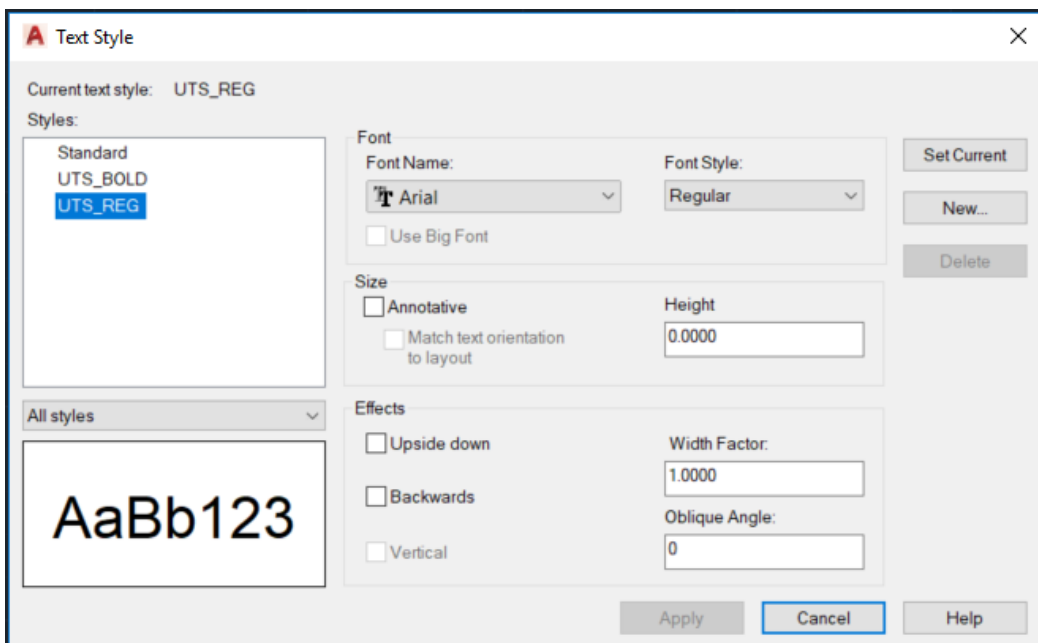 Text Style
Current text style: UTS_REG
Styles:
Standard
UTS_BOLD
UTS_REG
All styles
AaBb123
Font
Font Name:
Font Style:
Arial
Regular
Use Big Font
Size
Annotative
Match text orientation
to layout
Height
0.0000
Effects
Upside down
Backwards
Vertical
Width Factor:
1.0000
Oblique Angle:
0
Set Current
New...
Delete
Apply
Cancel
Help